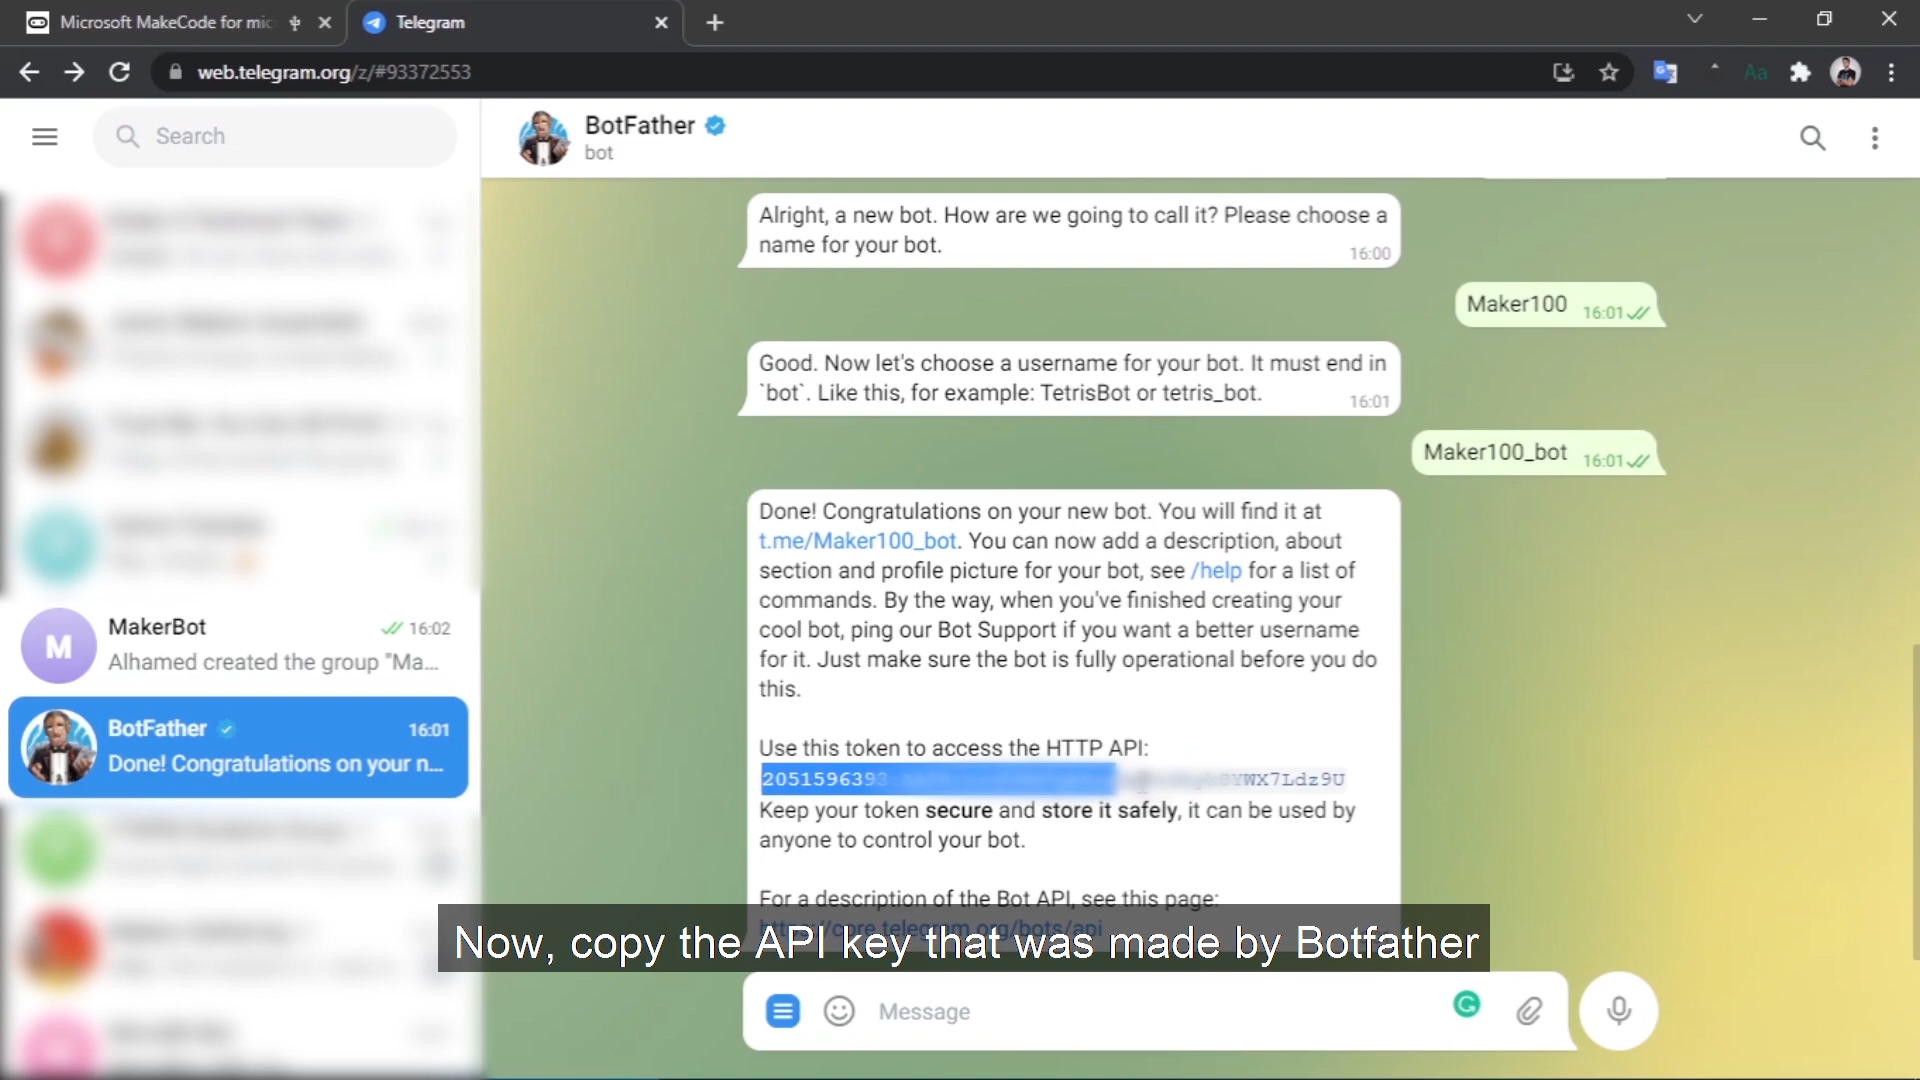 Microsoft MakeCode for mic
Telegram
web.telegram.org/z/#93372553
Search
BotFather
bot
Alright, a new bot. How are we going to call it? Please choose a
name for your bot.
16:00
Maker100
16:01
Good. Now let's choose a username for your bot. It must end in
`bot`. Like this, for example: TetrisBot or tetris_bot.
16:01
Maker100_bot
16:01
Done! Congratulations on your new bot. You will find it at
t.me/Maker100_bot. You can now add a description, about
section and profile picture for your bot, see /help for a list of
commands. By the way, when you've finished creating your
cool bot, ping our Bot Support if you want a better username
for it. Just make sure the bot is fully operational before you do
this.
Use this token to access the HTTP API:
Keep your token secure and store it safely, it can be used by
anyone to control your bot.
For a description of the Bot API, see this page:
https://core.telegram.org/bots/api
M
MakerBot
16:02
Alhamed created the group "Ma...
BotFather
16:01
Done! Congratulations on your n...
Now, copy the API key that was made by Botfather
Message